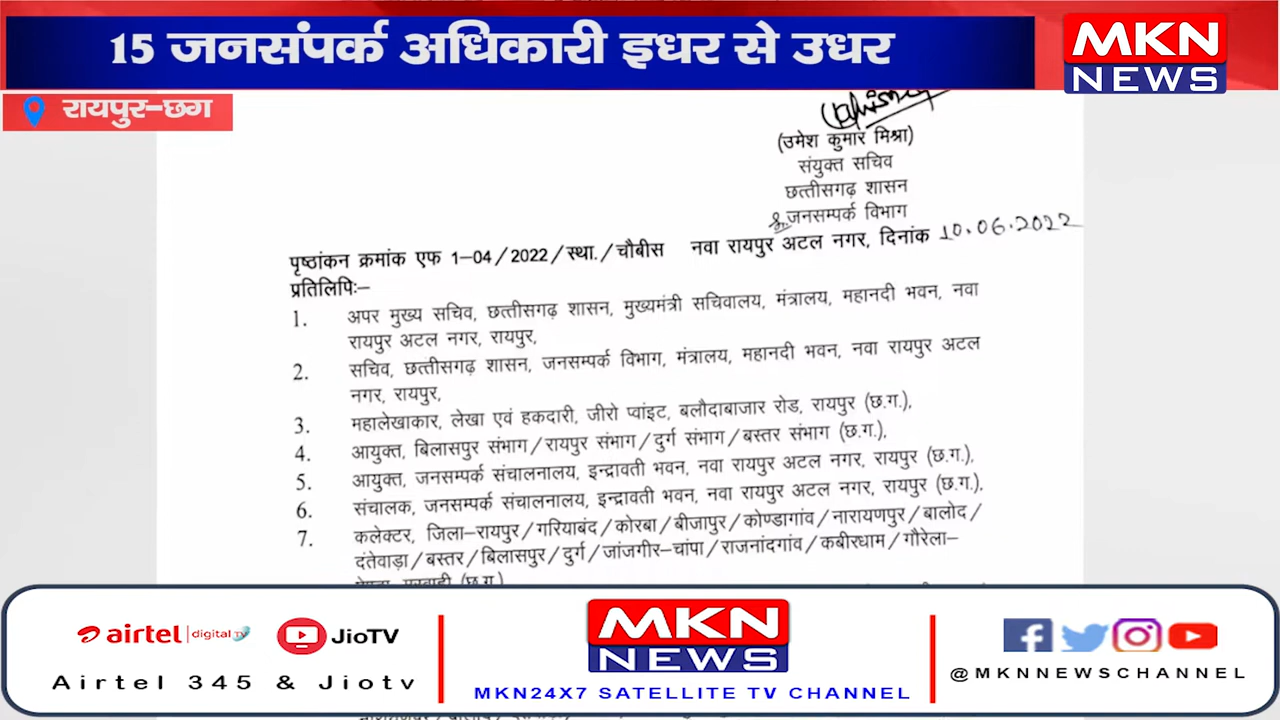 15 जनसंपर्क अधिकारी इधर से उधर
MKN
NEWS
रायपुर-छग
(उमेश कुमार मिश्रा)
संयुक्त सचिव
छत्तीसगढ़ शासन
जनसम्पर्क विभाग
पृष्ठांकन क्रमांक एफ 1–04/2022/स्था./चौबीस नवा रायपुर अटल नगर, दिनांक 10.06.2022
प्रतिलिपिः–
1. अपर मुख्य सचिव, छत्तीसगढ़ शासन, मुख्यमंत्री सचिवालय, मंत्रालय, महानदी भवन, नवा
रायपुर अटल नगर, रायपुर,
2. सचिव, छत्तीसगढ़ शासन, जनसम्पर्क विभाग, मंत्रालय, महानदी भवन, नवा रायपुर अटल
नगर, रायपुर,
3. महालेखाकार, लेखा एवं हकदारी, जीरो प्वांइट, बलौदाबाजार रोड, रायपुर (छ.ग.),
4. आयुक्त, बिलासपुर संभाग/रायपुर संभाग/दुर्ग संभाग/बस्तर संभाग (छ.ग.),
5. आयुक्त, जनसम्पर्क संचालनालय, इन्द्रावती भवन, नवा रायपुर अटल नगर, रायपुर (छ.ग.),
6. संचालक, जनसम्पर्क संचालनालय, इन्द्रावती भवन, नवा रायपुर अटल नगर, रायपुर (छ.ग.),
7. कलेक्टर, जिला–रायपुर/गरियाबंद/कोरबा/बीजापुर/कोण्डागांव/नारायणपुर/बालोद/
दंतेवाड़ा/बस्तर/बिलासपुर/दुर्ग/जांजगीर–चांपा/राजनांदगांव/कबीरधाम/गौरेला–
(छ.ग.)
airtel digital TV
JioTV
Airtel 345 & Jiotv
MKN
NEWS
MKN24X7 SATELLITE TV CHANNEL
@MKNNEWSCHANNEL